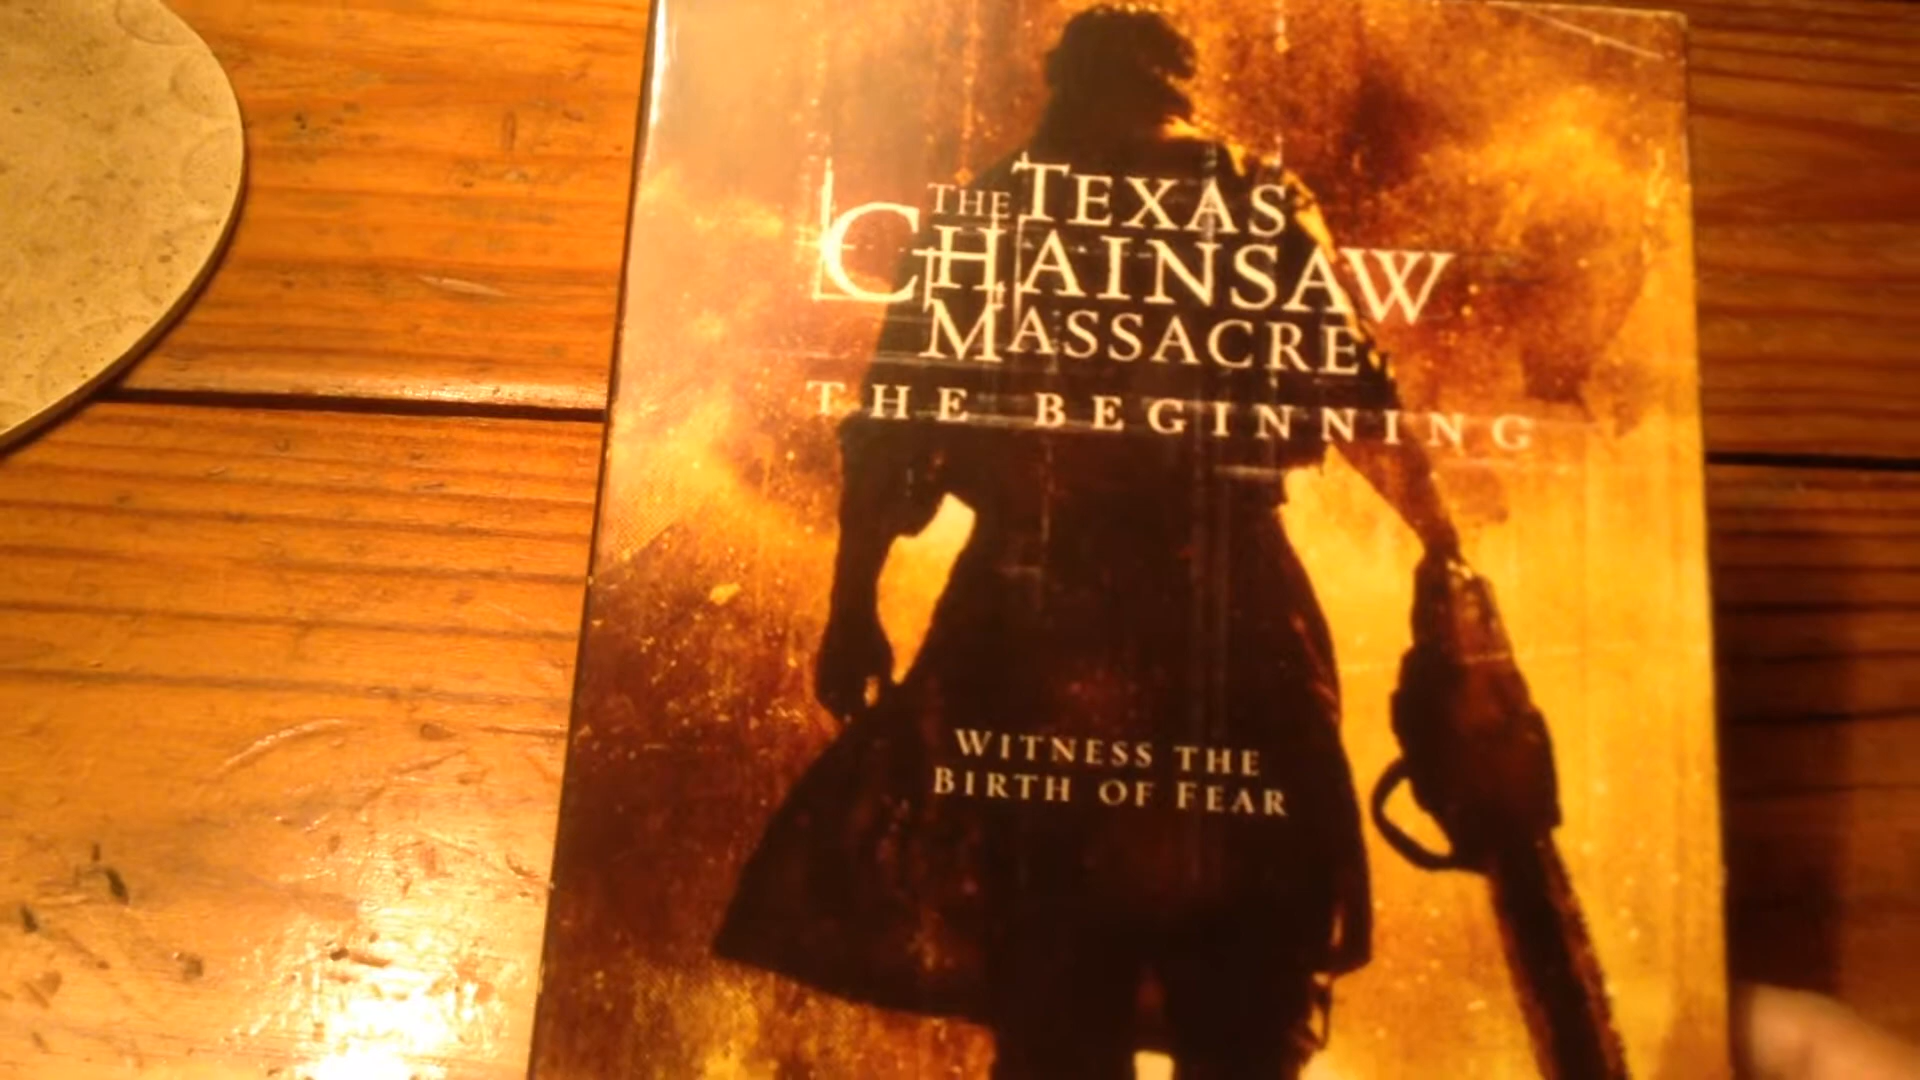 THE TEXAS
CHAINSAW
MASSACRE
THE BEGINNING
WITNESS THE
BIRTH OF FEAR